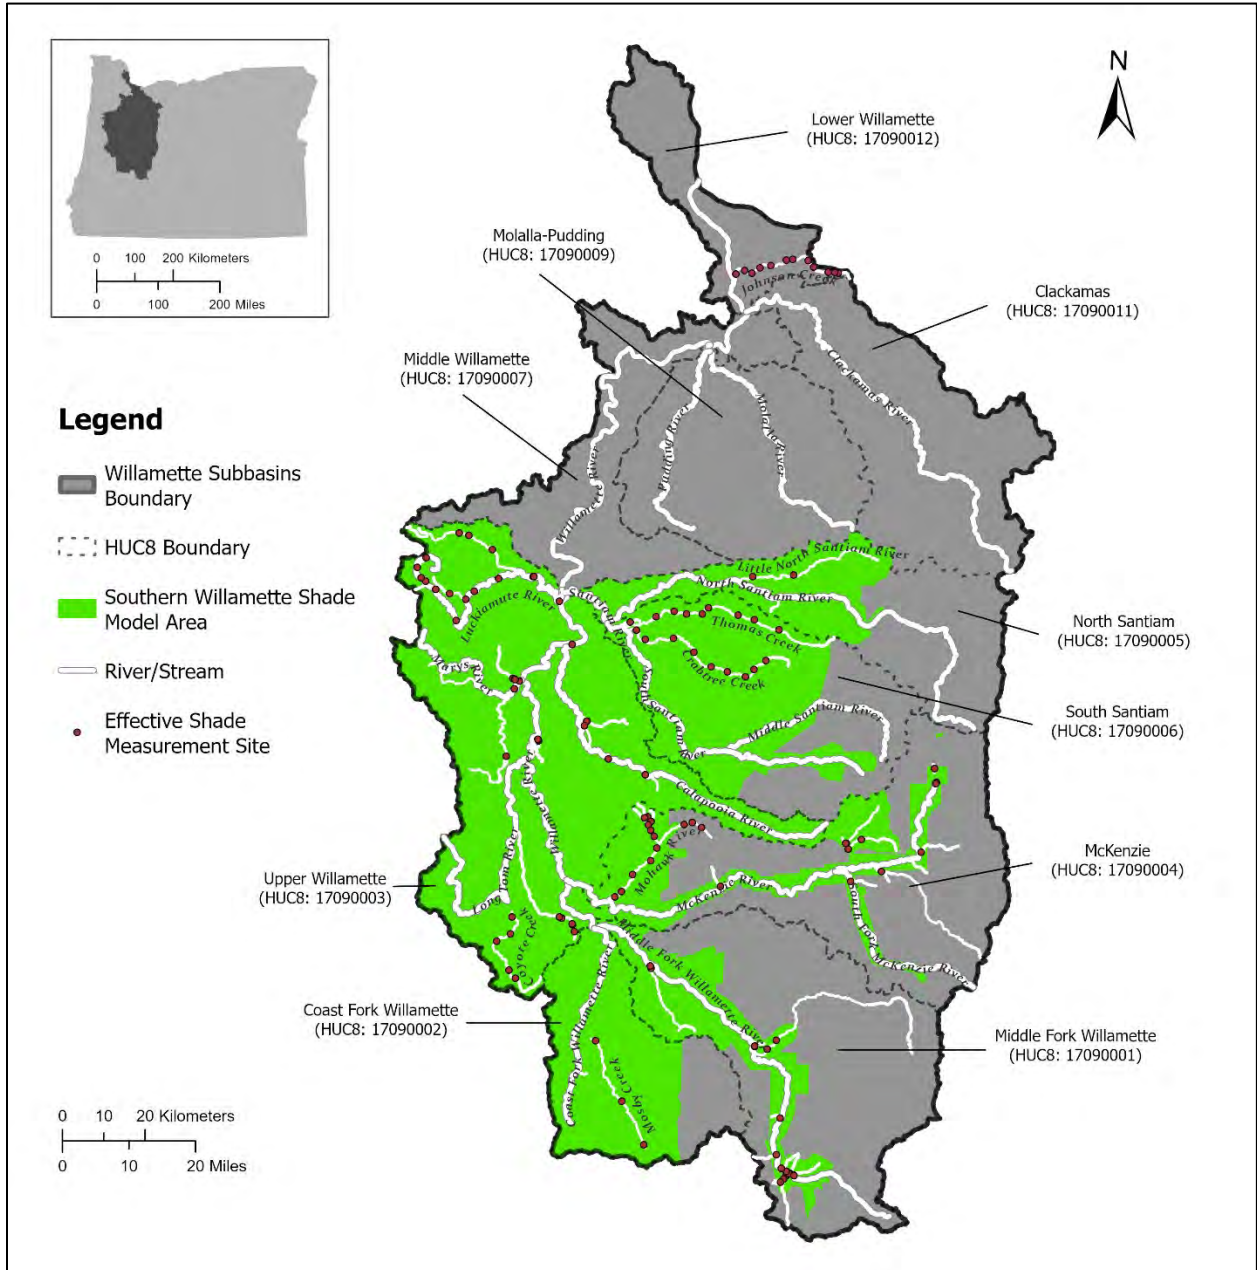 N
Lower Willamette
(HUC8: 17090012)
0 100 200 Kilometers
0 100 200 Miles
Molalla-Pudding
(HUC8: 17090009)
Johnson Creek
Clackamas
(HUC8: 17090011)
Middle Willamette
(HUC8: 17090007)
Clackamas River
Molalla River
Pudding River
Willamette River
Legend
Willamette Subbasins
Boundary
HUC8 Boundary
Southern Willamette Shade
Model Area
River/Stream
Effective Shade
Measurement Site
Little North Santiam River
North Santiam River
Santiam River
Luckiamute River
Thomas Creek
Crabtree Creek
North Santiam
(HUC8: 17090005)
Marys River
South Santiam River
Middle Santiam River
South Santiam
(HUC8: 17090006)
Calapooia River
Willamette River
Mohawk River
McKenzie
(HUC8: 17090004)
Upper Willamette
(HUC8: 17090003)
Long Tom River
McKenzie River
South Fork McKenzie River
Coyote Creek
Middle Fork Willamette River
Coast Fork Willamette
(HUC8: 17090002)
Coast Fork Willamette River
Middle Fork Willamette
(HUC8: 17090001)
Mosby Creek
0 10 20 Kilometers
0 10 20 Miles